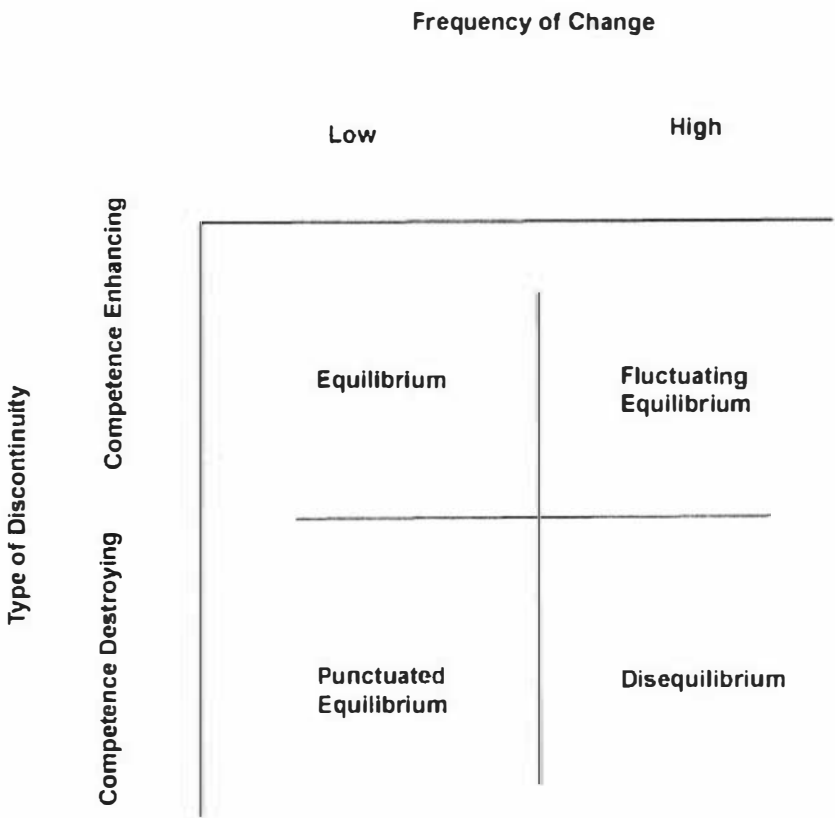 Frequency of Change
Low
High
Type of Discontinuity
Competence Enhancing
Equilibrium
Fluctuating
Equilibrium
Competence Destroying
Punctuated
Equilibrium
Disequilibrium